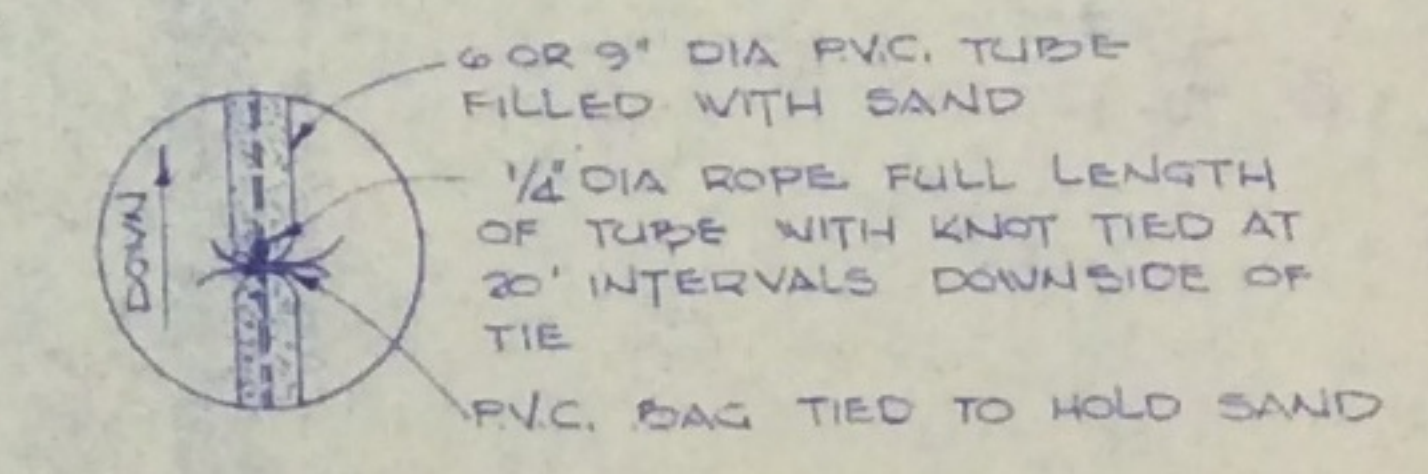 6 OR 9" DIA P.V.C. TUBE
FILLED WITH SAND
1/4" DIA ROPE FULL LENGTH
OF TUBE WITH KNOT TIED AT
20' INTERVALS DOWNSIDE OF
TIE
P.V.C. BAG TIED TO HOLD SAND
DOWN